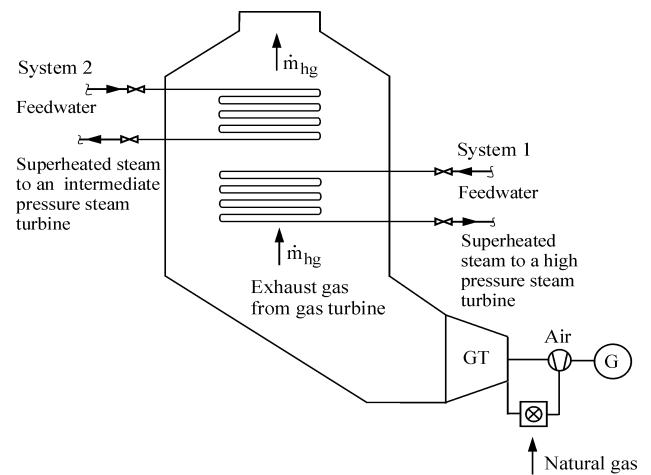 ṁhg
System 2
Feedwater
Superheated steam
to an intermediate
pressure steam
turbine
System 1
Feedwater
Superheated
steam to a high
pressure steam
turbine
ṁhg
Exhaust gas
from gas turbine
GT
Air
G
Natural gas